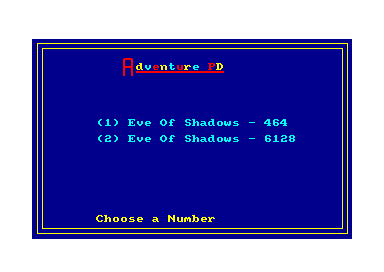 Adventure PD
(1) Eve Of Shadows - 464
(2) Eve Of Shadows - 6128
Choose a Number